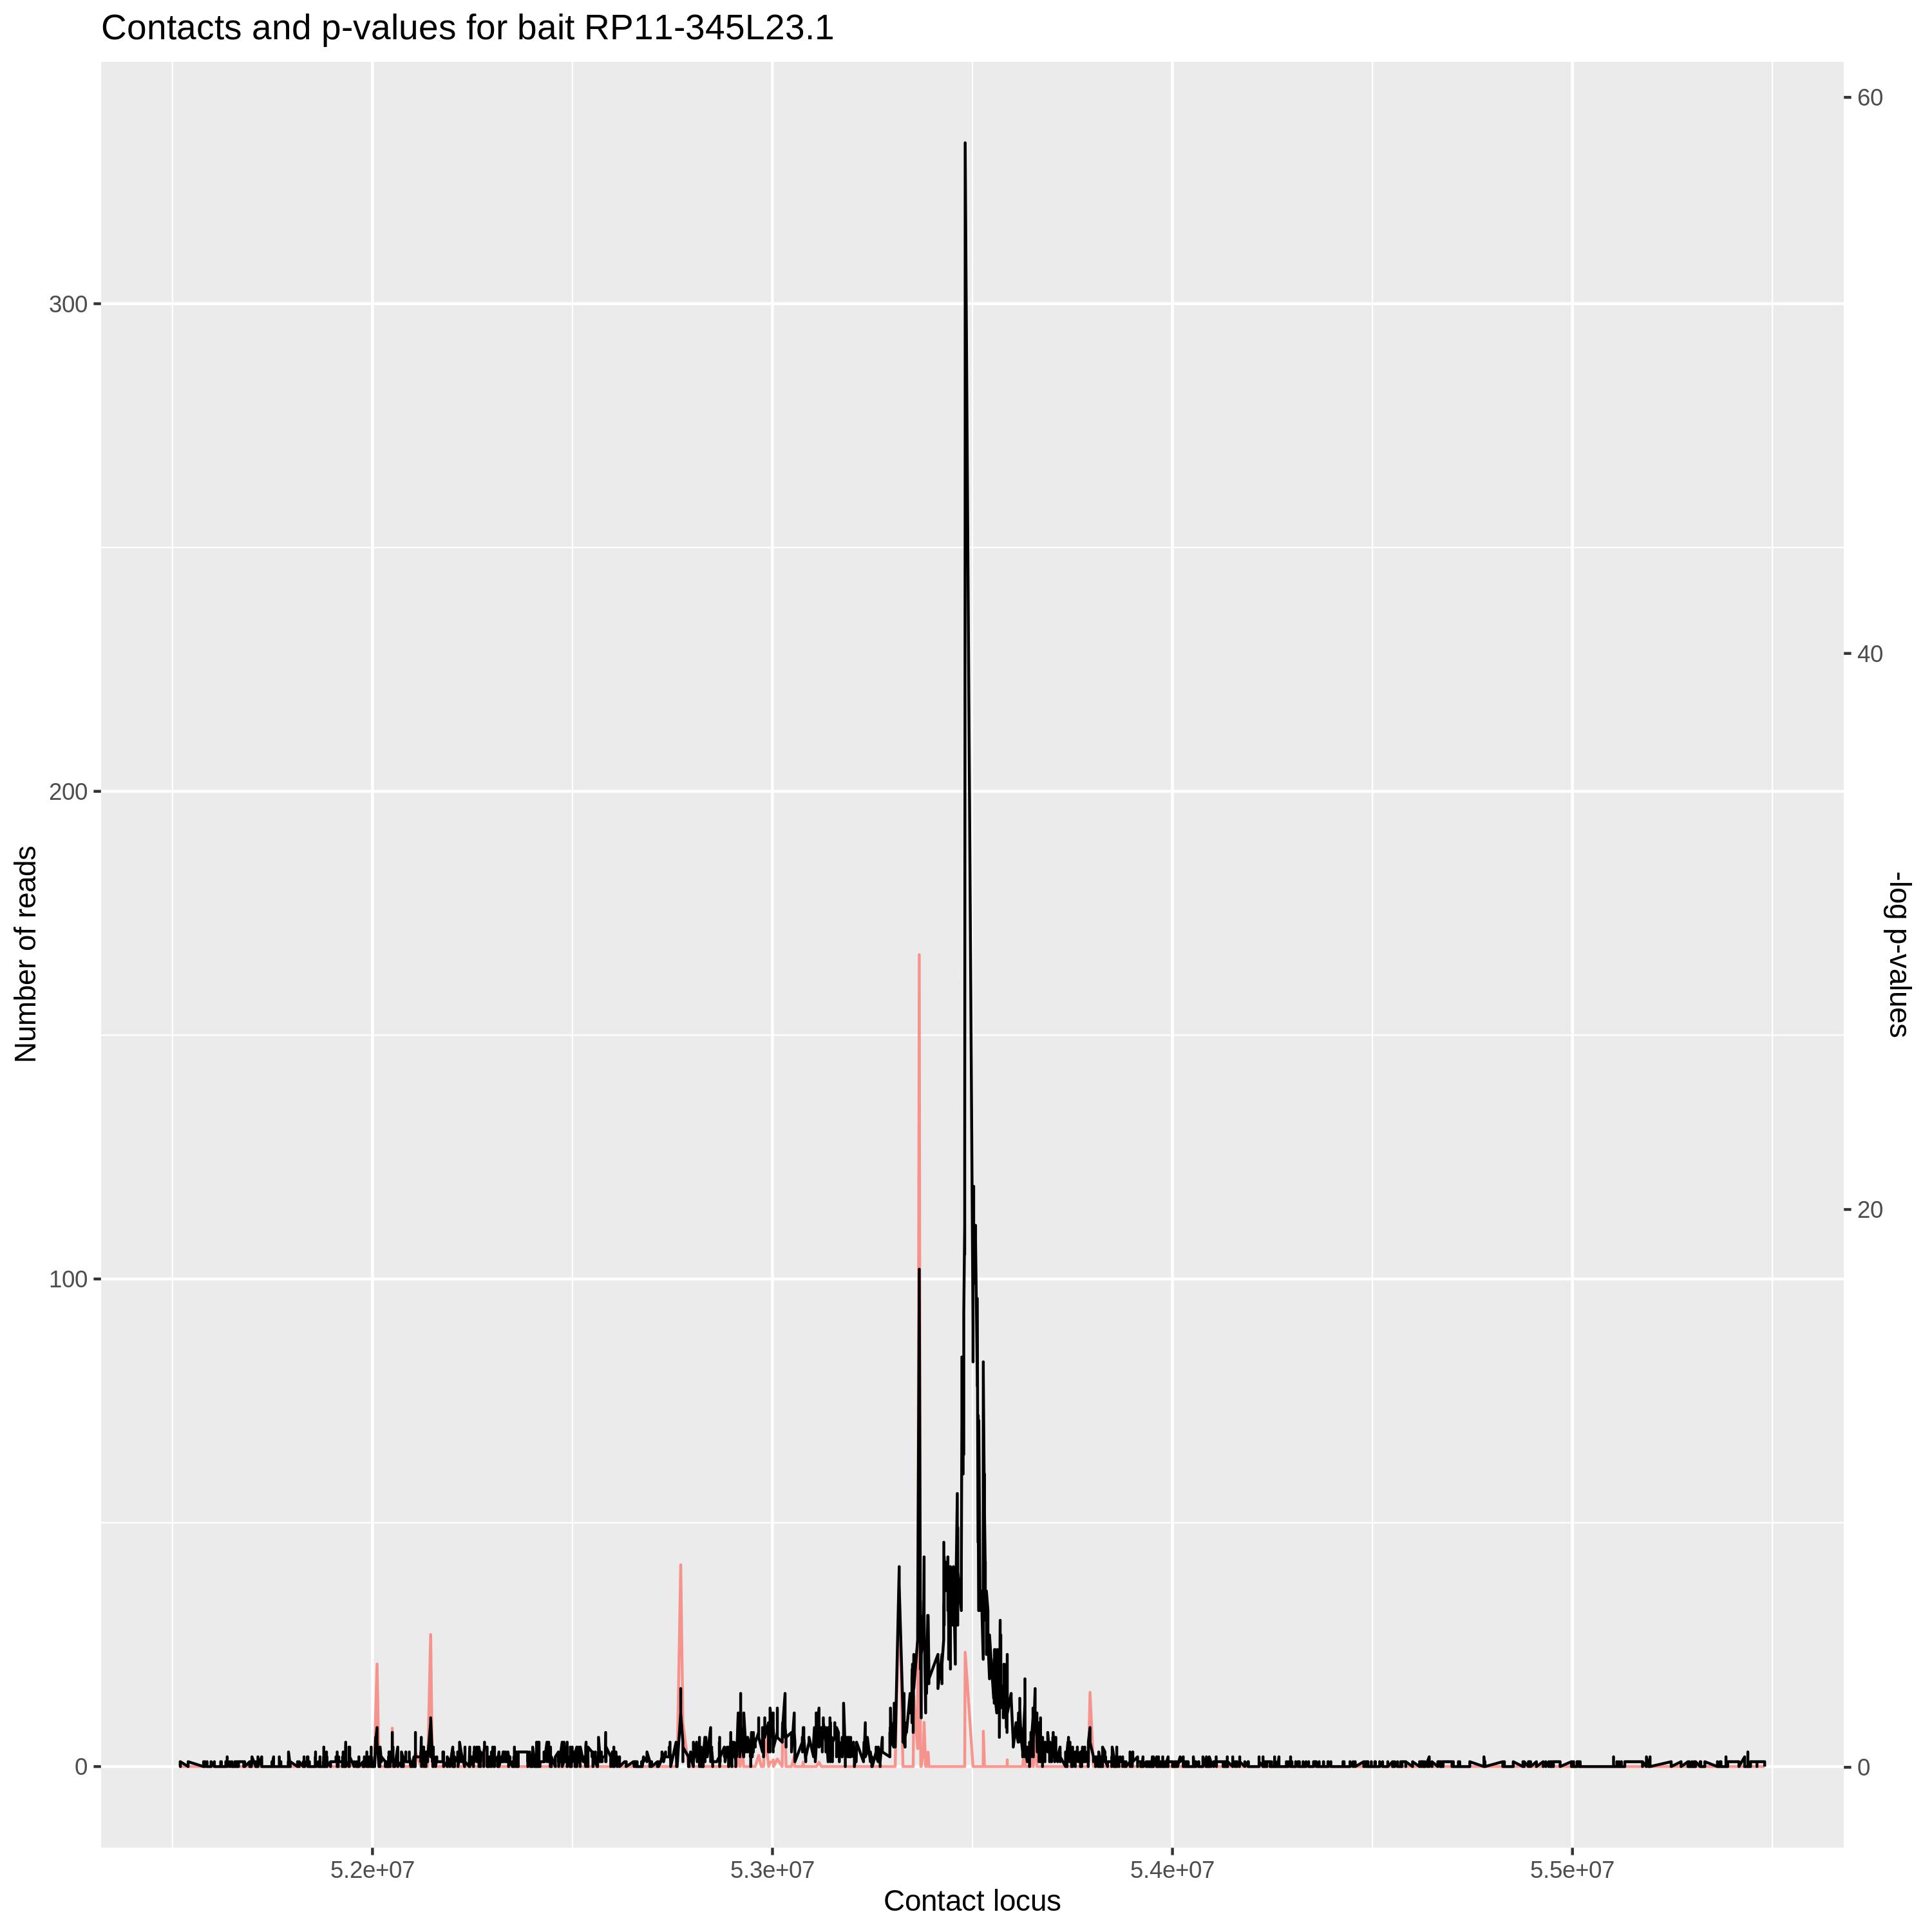 Contacts and p-values for bait RP11-345L23.1
300
200
100
0
Number of reads
60
40
20
0
-log p-values
5.2e+07
5.3e+07
5.4e+07
5.5e+07
Contact locus